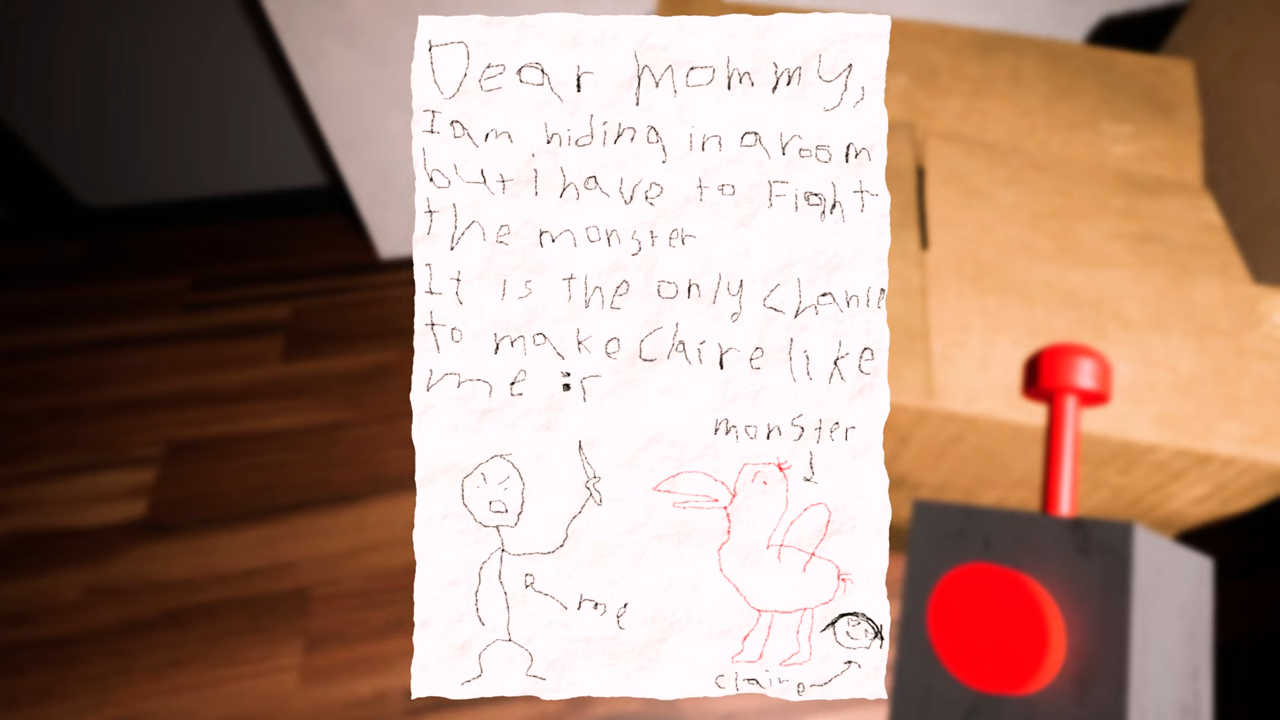 Dear mommy,
I am hiding in a room
but i have to Fight
the monster
It is the only chance
to make Claire like
me :r
monster
me
claire